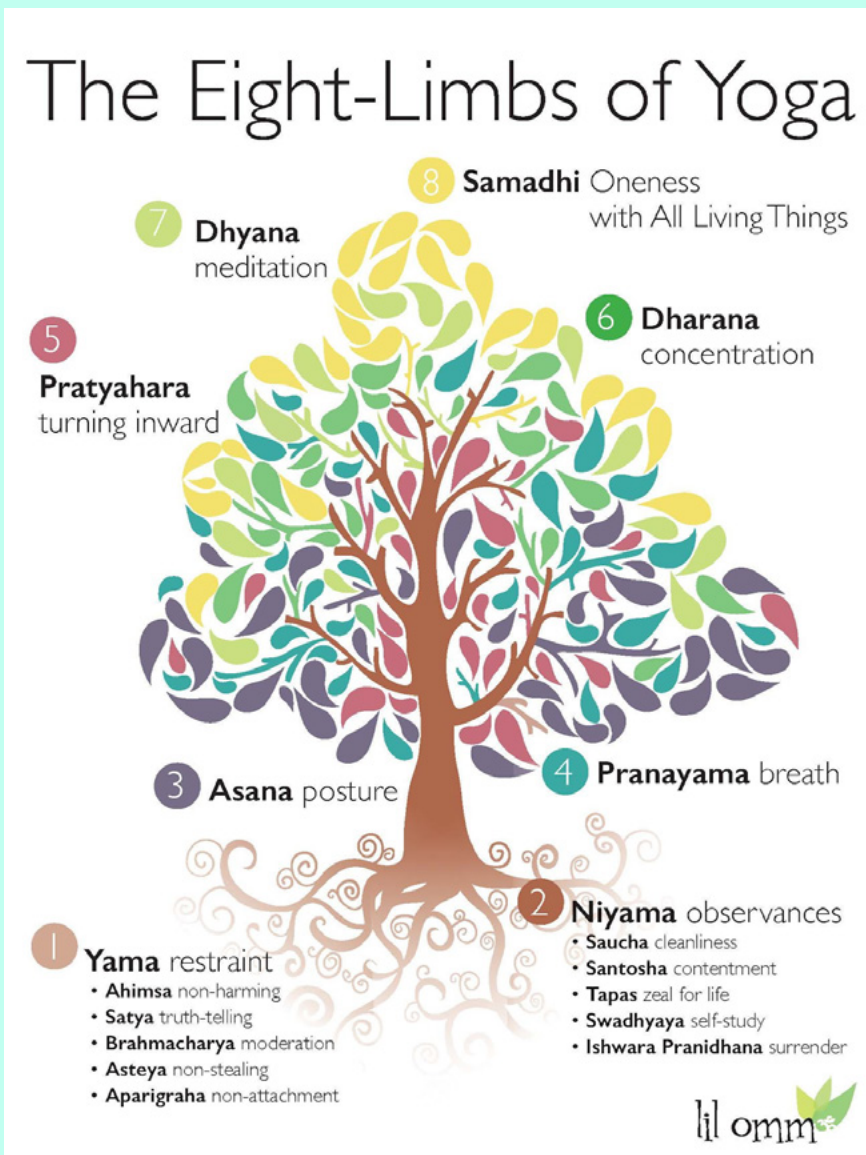 The Eight-Limbs of Yoga
8 Samadhi Oneness
with All Living Things
7 Dhyana
meditation
6 Dharana
concentration
5
Pratyahara
turning inward
3 Asana posture
4 Pranayama breath
2 Niyama observances
• Saucha cleanliness
• Santosha contentment
• Tapas zeal for life
• Swadhyaya self-study
• Ishwara Pranidhana surrender
1 Yama restraint
• Ahimsa non-harming
• Satya truth-telling
• Brahmacharya moderation
• Asteya non-stealing
• Aparigraha non-attachment
lil omm